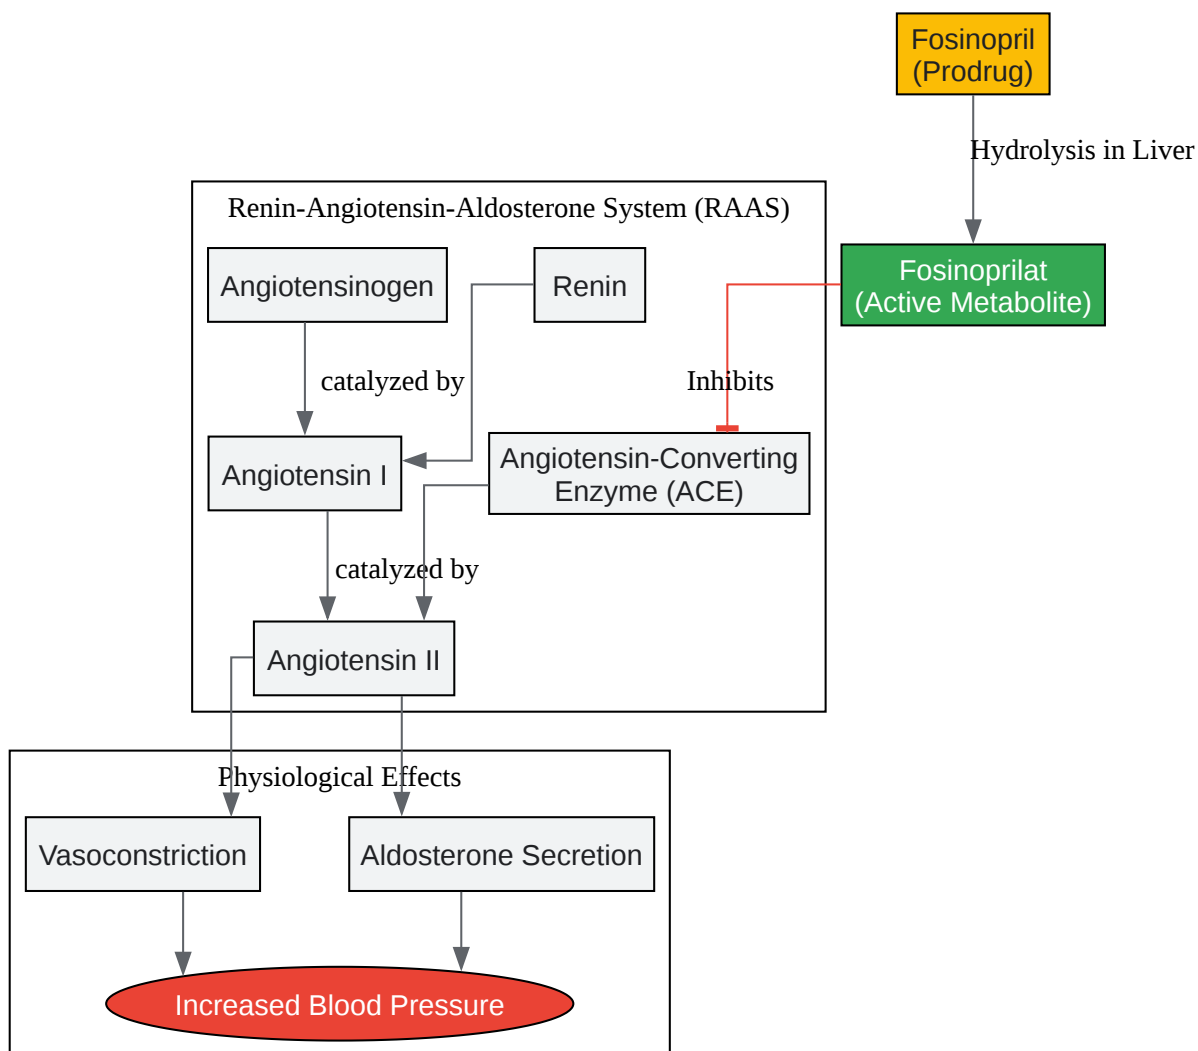 Fosinopril
(Prodrug)
Hydrolysis in Liver
Renin-Angiotensin-Aldosterone System (RAAS)
Angiotensinogen
Renin
Fosinoprilat
(Active Metabolite)
catalyzed by
Inhibits
Angiotensin I
Angiotensin-Converting
Enzyme (ACE)
catalyzed by
Angiotensin II
Physiological Effects
Vasoconstriction
Aldosterone Secretion
Increased Blood Pressure